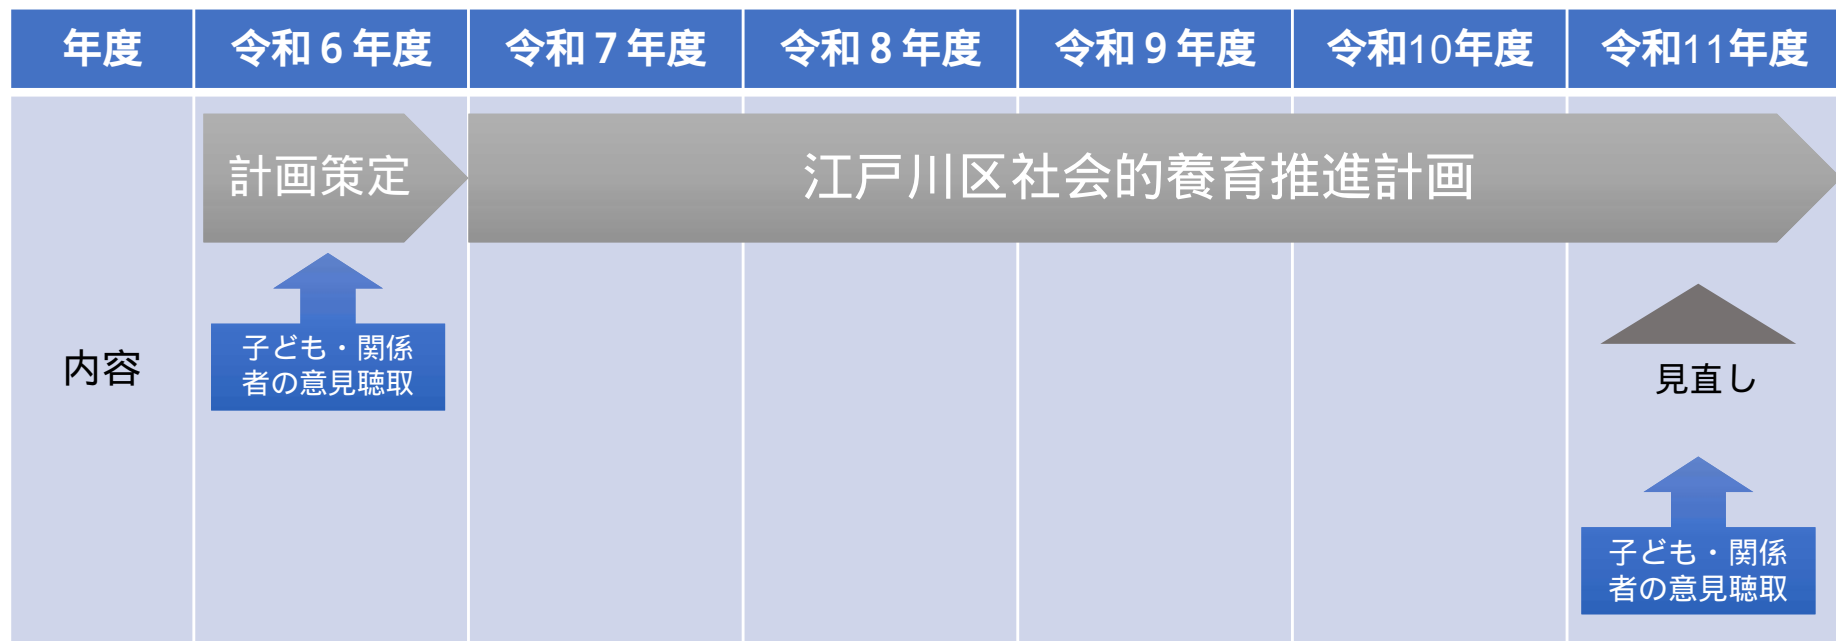 年度 令和６年度 令和７年度 令和８年度 令和９年度 令和10年度 令和11年度
計画策定 江戸川区社会的養育推進計画
内容
子ども・関係
者の意見聴取
見直し
子ども・関係
者の意見聴取